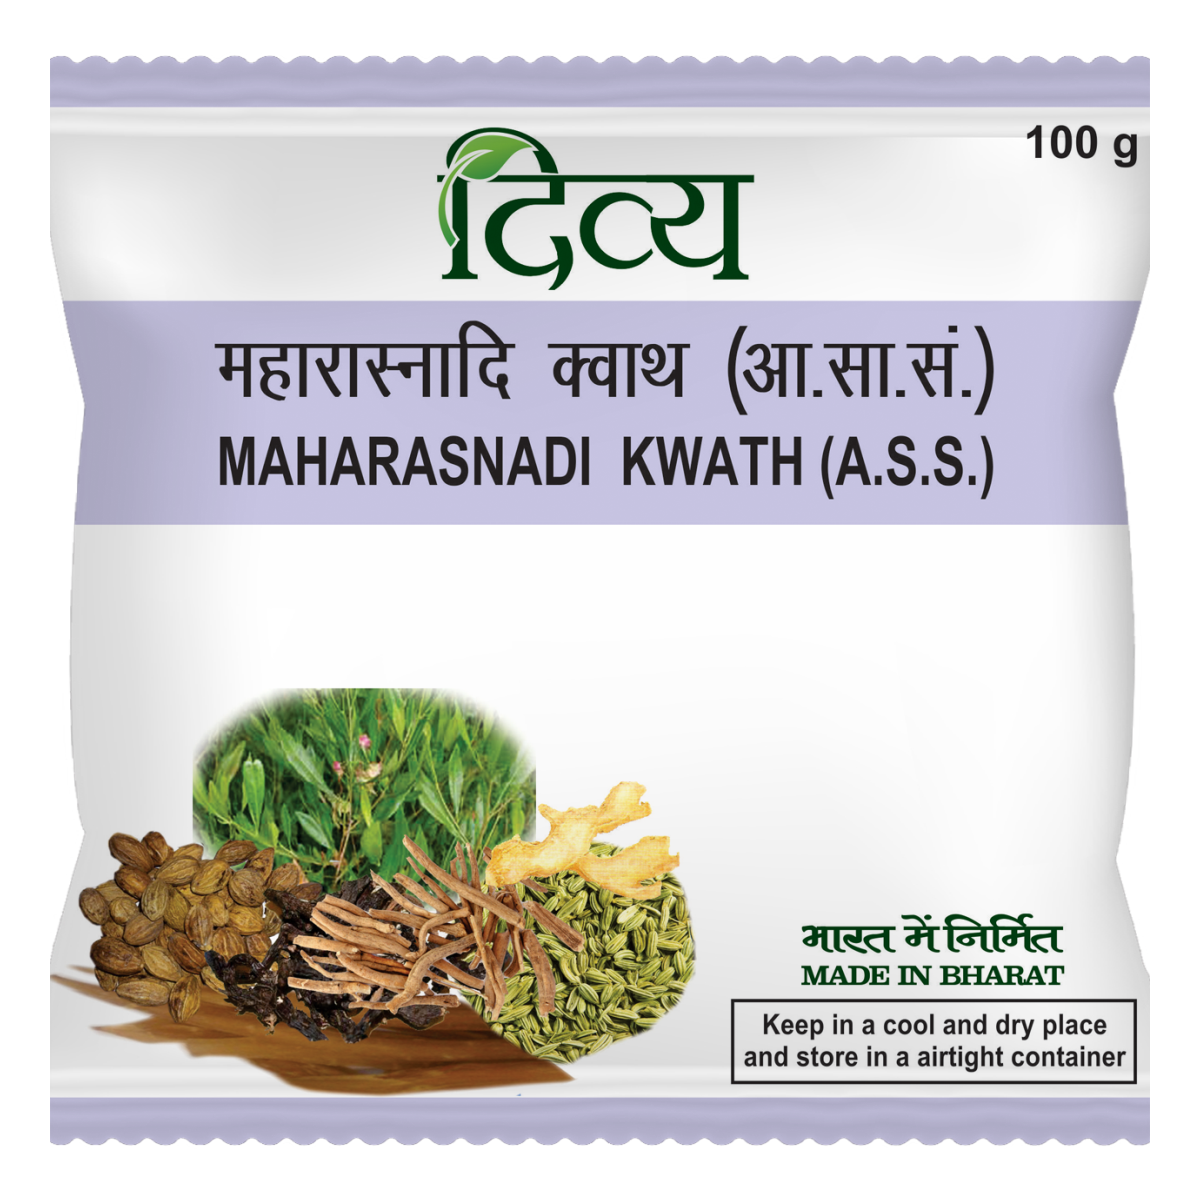 100 g
दिव्य
महारास्नादि क्वाथ (आ.सा.सं.)
MAHARASNADI KWATH (A.S.S.)
भारत में निर्मित
MADE IN BHARAT
Keep in a cool and dry place
and store in a airtight container